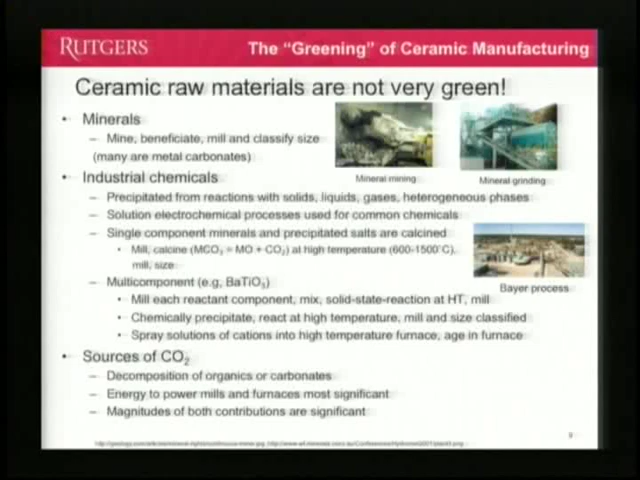 RUTGERS
The “Greening” of Ceramic Manufacturing
Ceramic raw materials are not very green!
• Minerals
– Mine, beneficiate, mill and classify size
(many are metal carbonates)
Mineral mining
Mineral grinding
• Industrial chemicals
– Precipitated from reactions with solids, liquids, gases, heterogeneous phases
– Solution electrochemical processes used for common chemicals
– Single component minerals and precipitated salts are calcined
• Mill, calcine (MCO₃ = MO + CO₂) at high temperature (600-1500°C),
mill, size
Bayer process
– Multicomponent (e.g, BaTiO₃)
• Mill each reactant component, mix, solid-state-reaction at HT, mill
• Chemically precipitate, react at high temperature, mill and size classified
• Spray solutions of cations into high temperature furnace, age in furnace
• Sources of CO₂
– Decomposition of organics or carbonates
– Energy to power mills and furnaces most significant
– Magnitudes of both contributions are significant
9